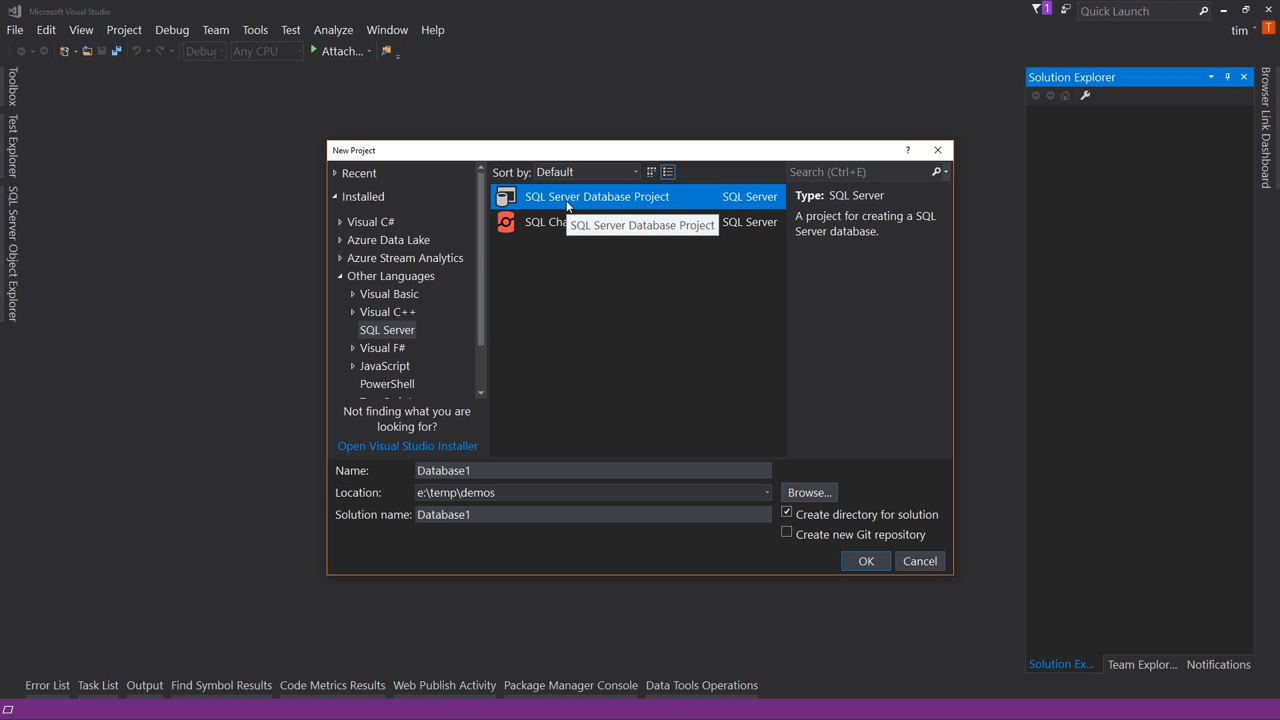 Microsoft Visual Studio
1
Quick Launch
File Edit View Project Debug Team Tools Test Analyze Window Help
tim T
Debug Any CPU Attach...
Toolbox
Test Explorer
SQL Server Object Explorer
Solution Explorer
Browser Link Dashboard
New Project
?
Recent
Installed
Visual C#
Azure Data Lake
Azure Stream Analytics
Other Languages
Visual Basic
Visual C++
SQL Server
Visual F#
JavaScript
PowerShell
Not finding what you are
looking for?
Open Visual Studio Installer
Sort by: Default
SQL Server Database Project SQL Server
SQL Cha SQL Server
SQL Server Database Project
Search (Ctrl+E)
Type: SQL Server
A project for creating a SQL
Server database.
Name: Database1
Location: e:\temp\demos
Browse...
Solution name: Database1
Create directory for solution
Create new Git repository
OK Cancel
Solution Ex... Team Explor... Notifications
Error List Task List Output Find Symbol Results Code Metrics Results Web Publish Activity Package Manager Console Data Tools Operations